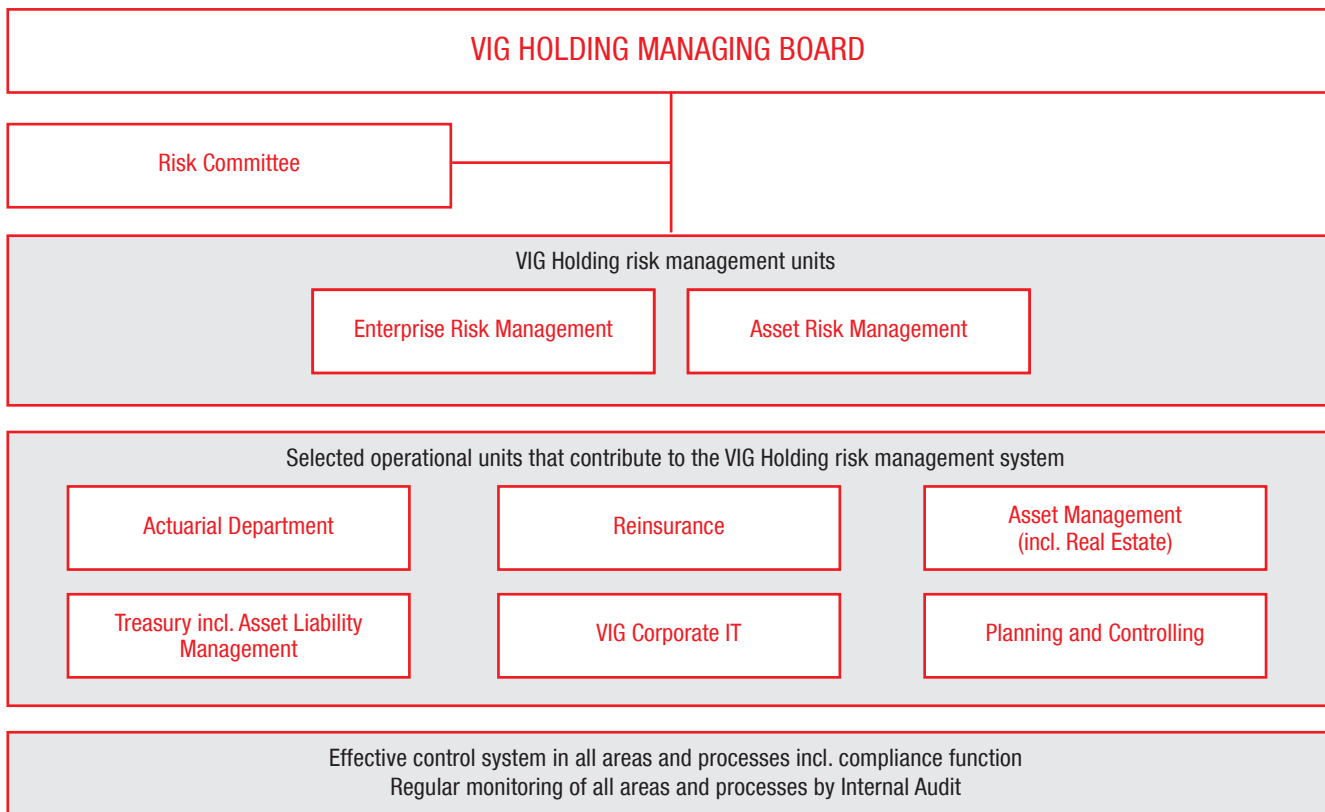 VIG HOLDING MANAGING BOARD
Risk Committee
VIG Holding risk management units
Enterprise Risk Management
Asset Risk Management
Selected operational units that contribute to the VIG Holding risk management system
Actuarial Department
Reinsurance
Asset Management
(incl. Real Estate)
Treasury incl. Asset Liability
Management
VIG Corporate IT
Planning and Controlling
Effective control system in all areas and processes incl. compliance function
Regular monitoring of all areas and processes by Internal Audit